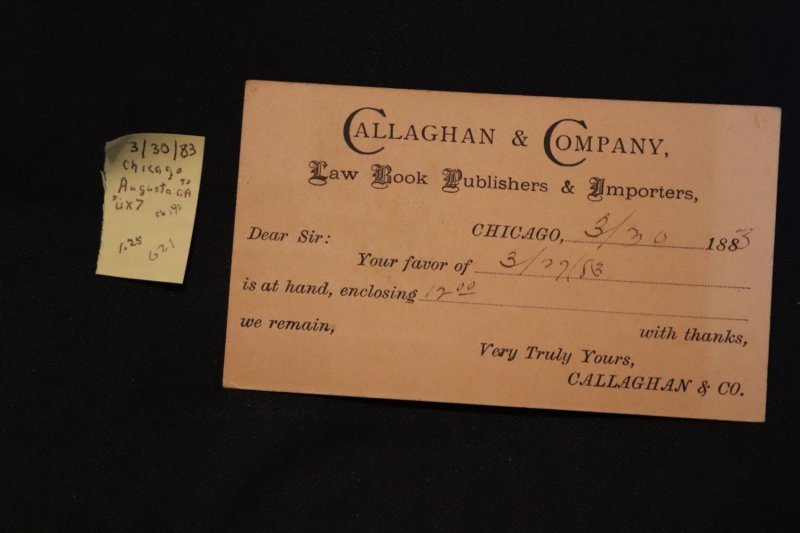 3/30/83
Chicago
to
Augusta GA
UX7
1.25
CALLAGHAN & COMPANY,
Law Book Publishers & Importers,
CHICAGO, 3/30 1883
Dear Sir:
Your favor of 3/27/83
is at hand, enclosing 12.00
we remain, with thanks,
Very Truly Yours,
CALLAGHAN & CO.